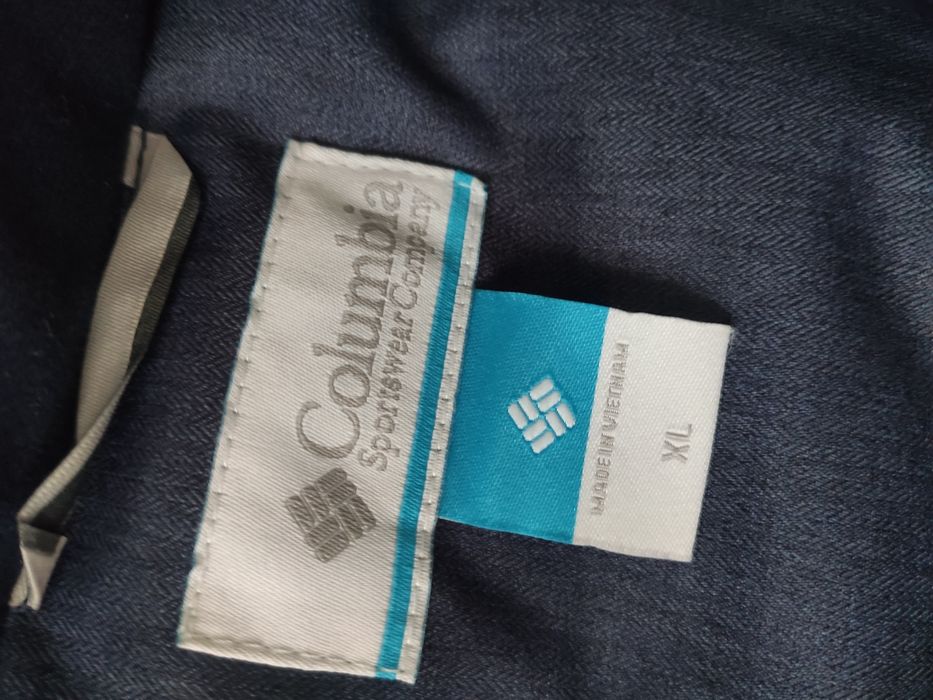 Columbia
Sportswear Company
MADE IN VIETNAM
XL